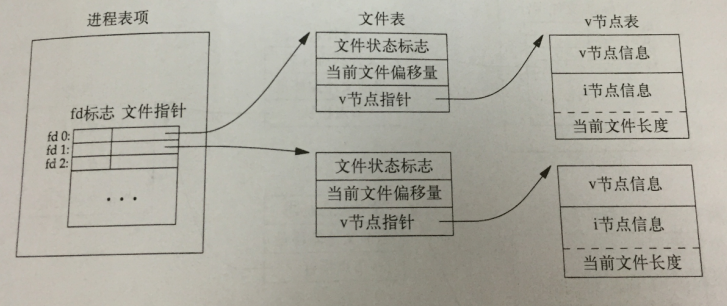 进程表项
fd标志 文件指针
fd 0:
fd 1:
fd 2:
...
文件表
文件状态标志
当前文件偏移量
v节点指针
文件状态标志
当前文件偏移量
v节点指针
v节点表
v节点信息
i节点信息
当前文件长度
v节点信息
i节点信息
当前文件长度